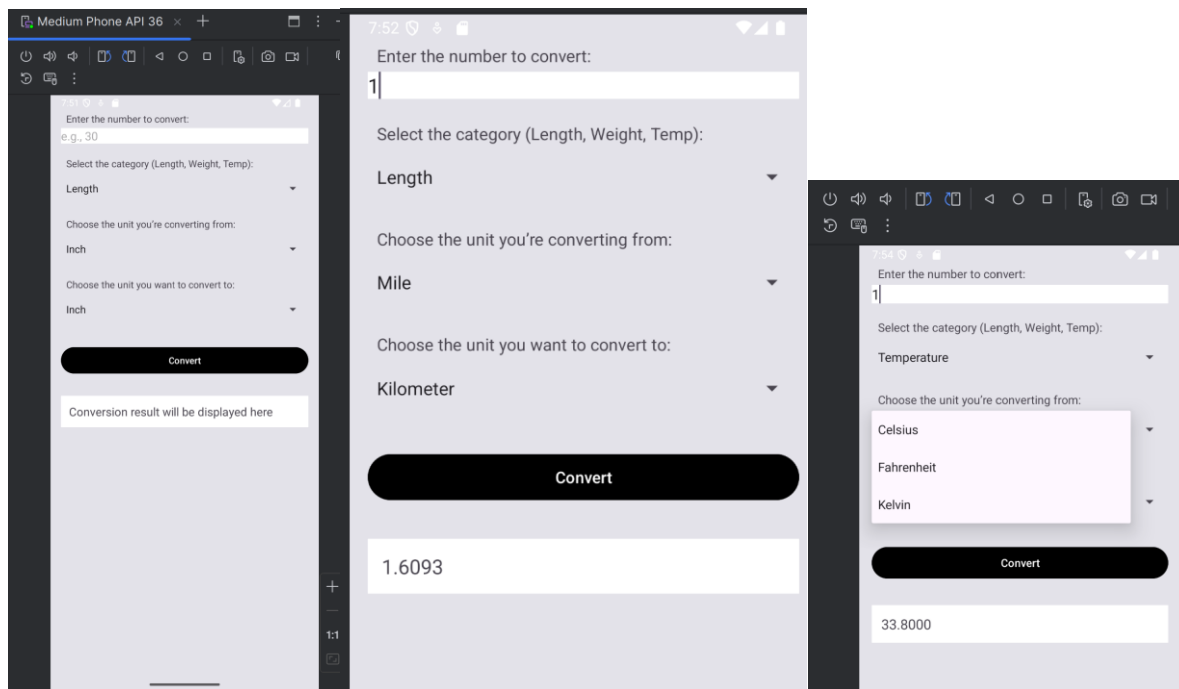 Medium Phone API 36
7:51
Enter the number to convert:
e.g., 30
Select the category (Length, Weight, Temp):
Length
Choose the unit you're converting from:
Inch
Choose the unit you want to convert to:
Inch
Convert
Conversion result will be displayed here
1:1
7:52
Enter the number to convert:
1
Select the category (Length, Weight, Temp):
Length
Choose the unit you're converting from:
Mile
Choose the unit you want to convert to:
Kilometer
Convert
1.6093
7:54
Enter the number to convert:
1
Select the category (Length, Weight, Temp):
Temperature
Choose the unit you're converting from:
Celsius
Fahrenheit
Kelvin
Convert
33.8000